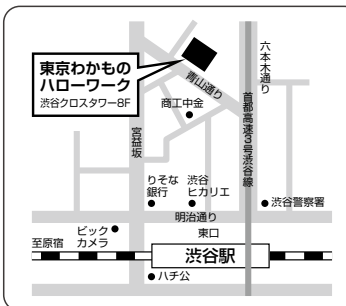 東京わかもの
ハローワーク
渋谷クロスタワー8F
六本木通り
青山通り
商工中金
首都高速3号渋谷線
宮益坂
りそな
銀行
渋谷
ヒカリエ
渋谷警察署
明治通り
ビック
カメラ
東口
至原宿
渋谷駅
ハチ公